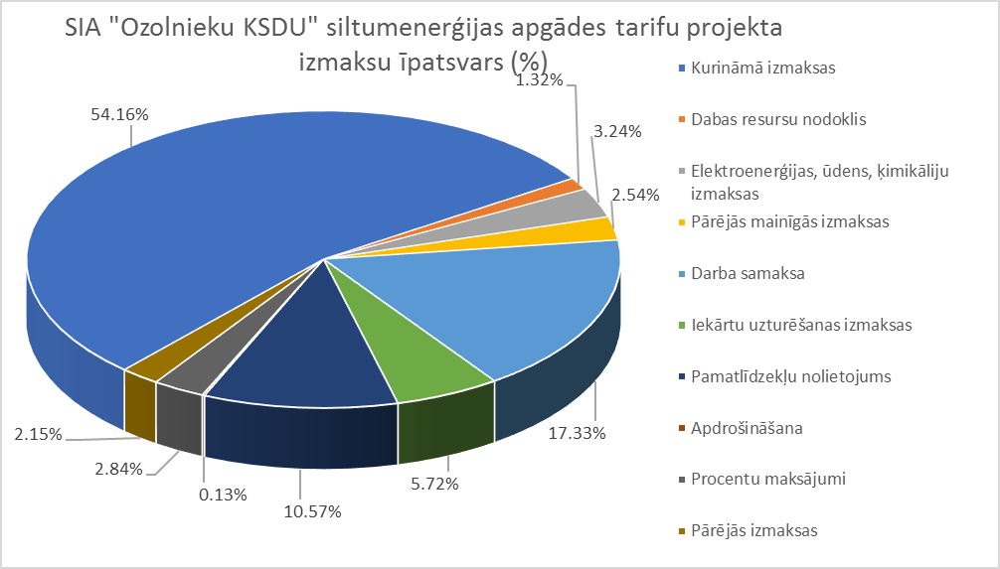 SIA "Ozolnieku KSDU" siltumenerģijas apgādes tarifu projekta
izmaksu īpatsvars (%)
54.16%
1.32%
3.24%
2.54%
17.33%
5.72%
10.57%
0.13%
2.84%
2.15%
Kurināmā izmaksas
Dabas resursu nodoklis
Elektroenerģijas, ūdens, ķimikāliju
izmaksas
Pārējās mainīgās izmaksas
Darba samaksa
Iekārtu uzturēšanas izmaksas
Pamatlīdzekļu nolietojums
Apdrošināšana
Procentu maksājumi
Pārējās izmaksas